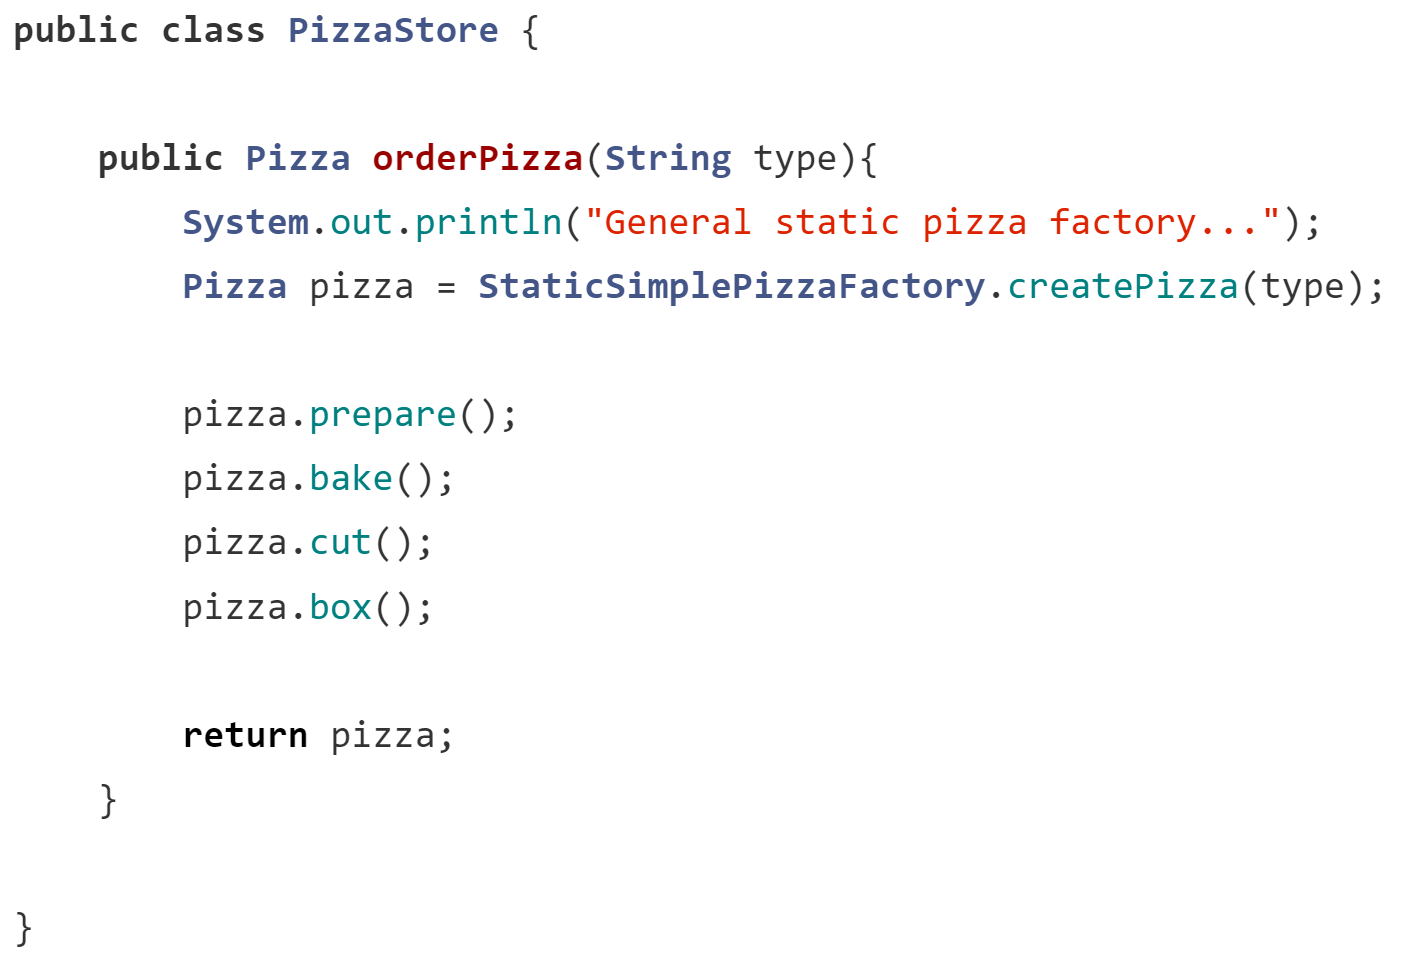 public class PizzaStore {
    public Pizza orderPizza(String type){
        System.out.println("General static pizza factory...");
        Pizza pizza = StaticSimplePizzaFactory.createPizza(type);
        pizza.prepare();
        pizza.bake();
        pizza.cut();
        pizza.box();
        return pizza;
    }
}